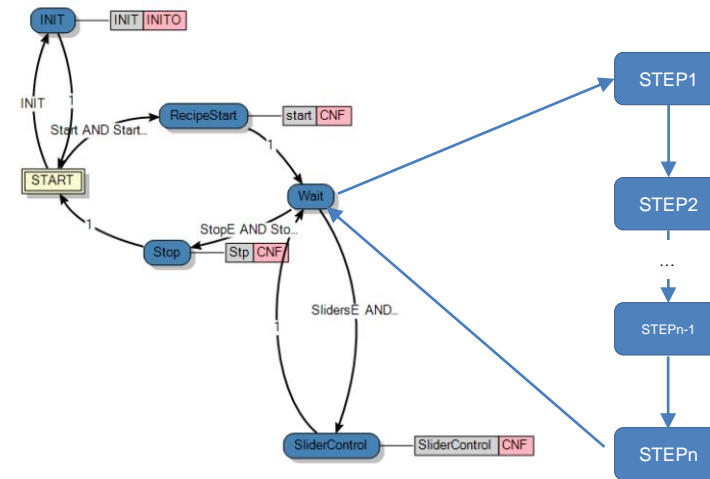 INIT
INIT INITO
INIT
1
Start AND Start...
RecipeStart
start CNF
1
START
Wait
StopE AND Sto...
1
Stop
Stp CNF
SlidersE AND...
1
SliderControl
SliderControl CNF
STEP1
STEP2
...
STEPn-1
STEPn